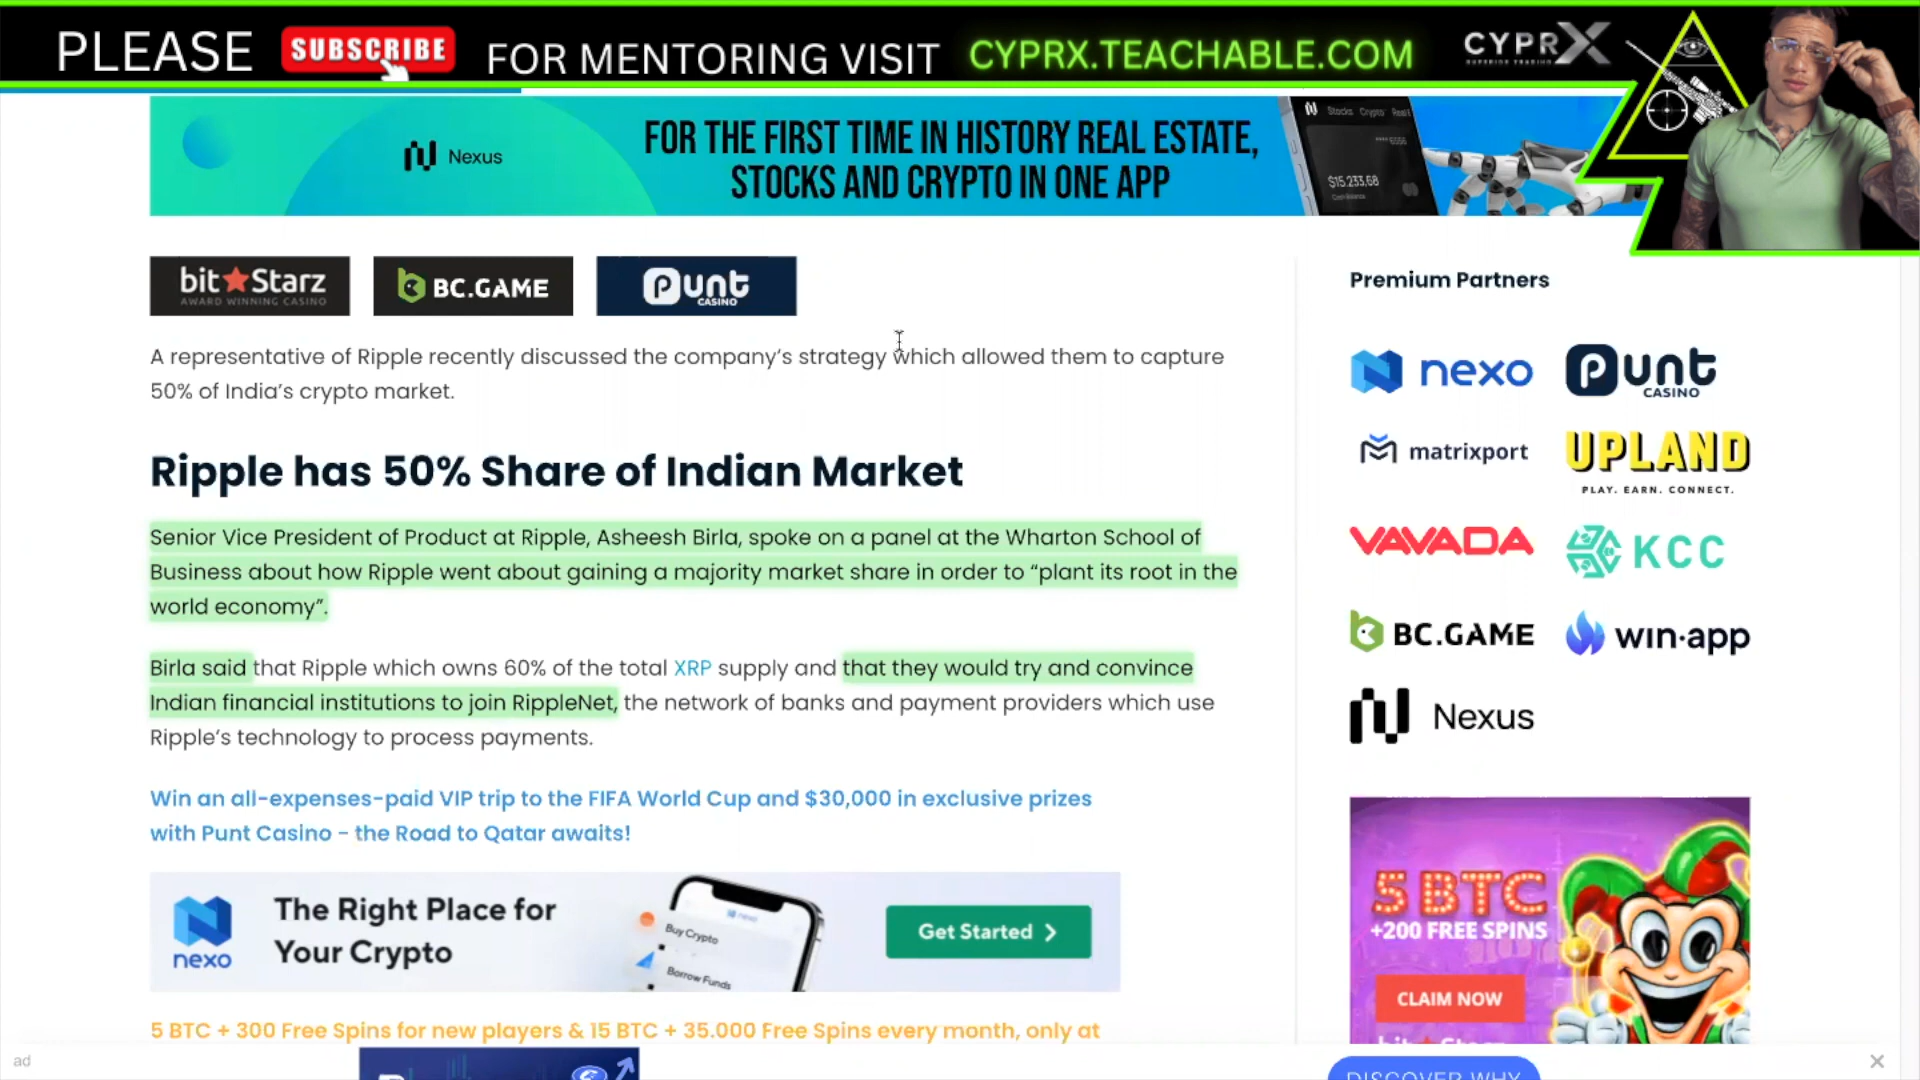 PLEASE SUBSCRIBE FOR MENTORING VISIT CYPRX.TEACHABLE.COM CYPRX
Nexus
FOR THE FIRST TIME IN HISTORY REAL ESTATE,
STOCKS AND CRYPTO IN ONE APP
Stocks Crypto
$15.233,68
bitStarz
AWARD WINNING CASINO
BC.GAME
Punt
CASINO
A representative of Ripple recently discussed the company's strategy which allowed them to capture
50% of India's crypto market.
Ripple has 50% Share of Indian Market
Senior Vice President of Product at Ripple, Asheesh Birla, spoke on a panel at the Wharton School of
Business about how Ripple went about gaining a majority market share in order to “plant its root in the
world economy”.
Birla said that Ripple which owns 60% of the total XRP supply and that they would try and convince
Indian financial institutions to join RippleNet, the network of banks and payment providers which use
Ripple's technology to process payments.
Win an all-expenses-paid VIP trip to the FIFA World Cup and $30,000 in exclusive prizes
with Punt Casino - the Road to Qatar awaits!
nexo
The Right Place for
Your Crypto
Buy Crypto
Borrow Funds
Get Started
5 BTC + 300 Free Spins for new players & 15 BTC + 35.000 Free Spins every month, only at
Premium Partners
nexo
Punt
CASINO
matrixport
UPLAND
PLAY. EARN. CONNECT.
VAVADA
KCC
BC.GAME
win·app
Nexus
5 BTC
+200 FREE SPINS
CLAIM NOW
ad
DISCOVER WHY